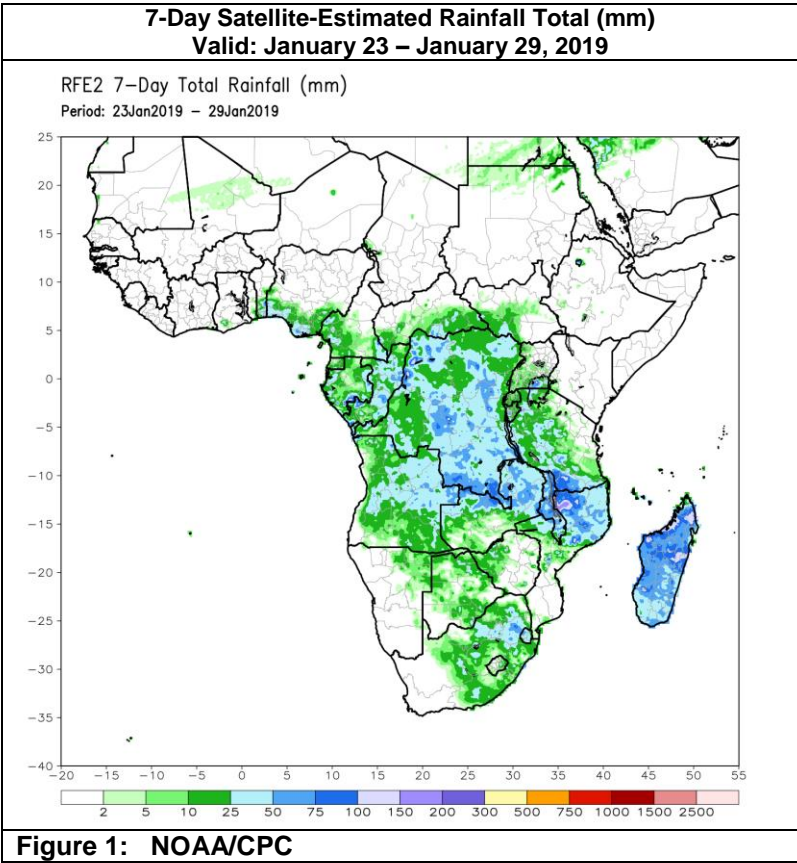 7-Day Satellite-Estimated Rainfall Total (mm)
Valid: January 23 – January 29, 2019
RFE2 7-Day Total Rainfall (mm)
Period: 23Jan2019 – 29Jan2019
25
20
15
10
5
0
-5
-10
-15
-20
-25
-30
-35
-40
-20 -15 -10 -5 0 5 10 15 20 25 30 35 40 45 50 55
2 5 10 25 50 75 100 150 200 300 500 750 1000 1500 2500
Figure 1: NOAA/CPC